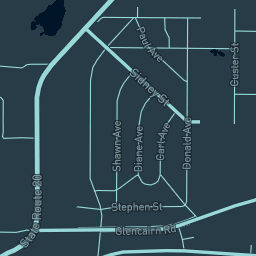 Paul Ave
Custer St
Sidney St
Shawn Ave
Diane Ave
Carl Ave
Donald Ave
State Route 20
Stephen St
Glencairn Rd